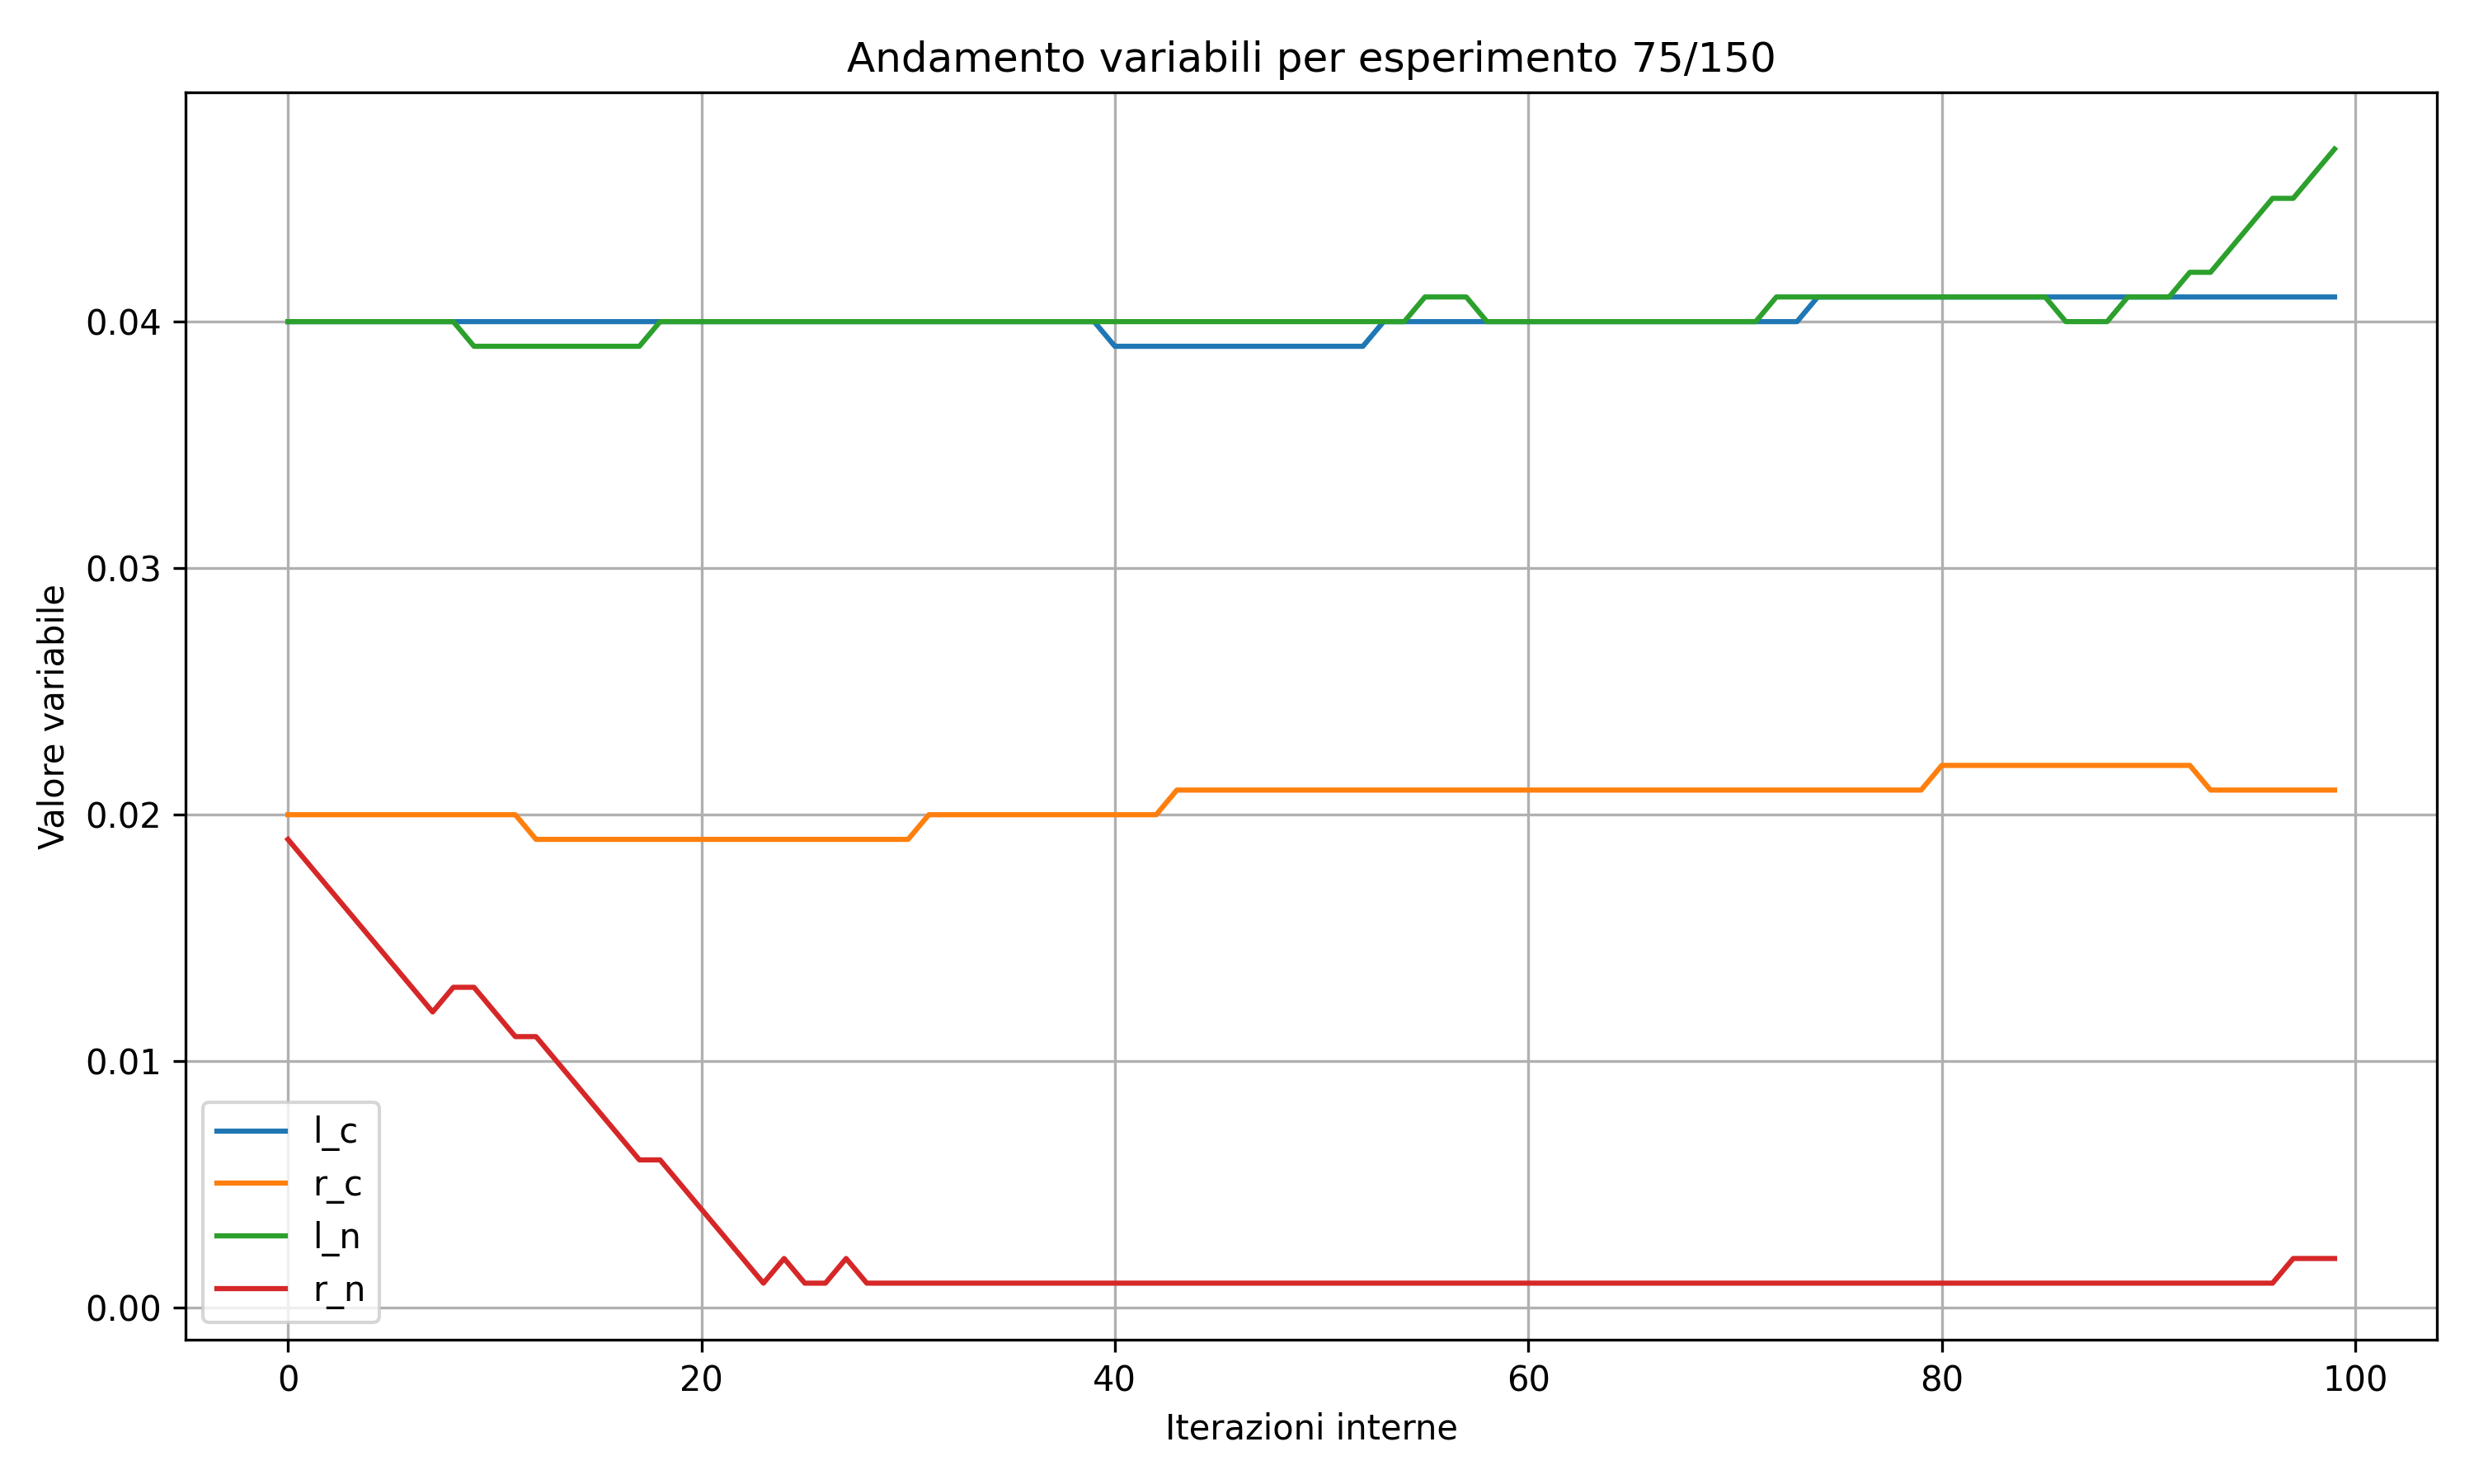 Andamento variabili per esperimento 75/150
Valore variabile
0.04
0.03
0.02
0.01
0.00
l_c
r_c
l_n
r_n
0 20 40 60 80 100
Iterazioni interne